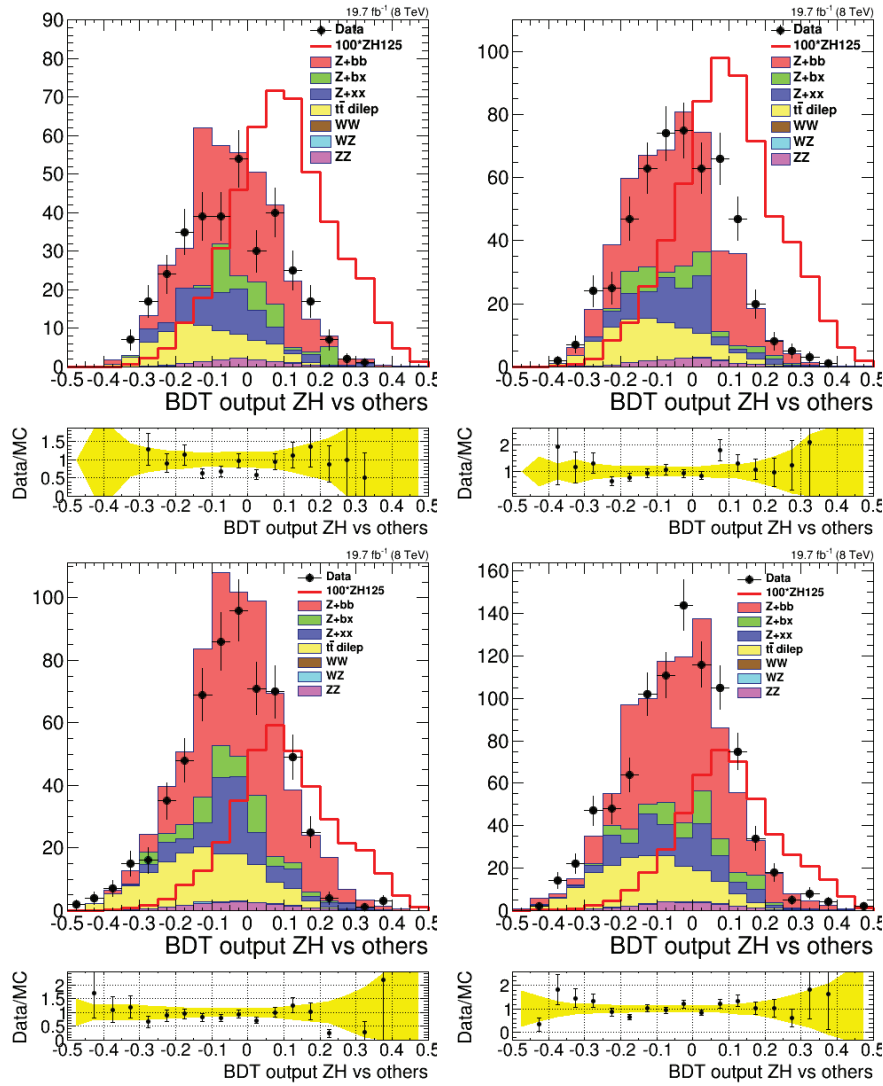 19.7 fb⁻¹ (8 TeV)
90
80
70
60
50
40
30
20
10
0
Data
100*ZH125
Z+bb
Z+bx
Z+xx
tt̄ dilep
WW
WZ
ZZ
-0.5 -0.3 -0.1 0 0.1 0.2 0.3 0.4 0.5
BDT output ZH vs others
Data/MC
1.5
1
0.5
0
-0.5 -0.4 -0.3 -0.2 -0.1 0 0.1 0.2 0.3 0.4 0.5
BDT output ZH vs others
19.7 fb⁻¹ (8 TeV)
100
80
60
40
20
0
Data
100*ZH125
Z+bb
Z+bx
Z+xx
tt̄ dilep
WW
WZ
ZZ
-0.5 -0.3 -0.1 0 0.1 0.2 0.3 0.4 0.5
BDT output ZH vs others
Data/MC
2
1
0
-0.5 -0.4 -0.3 -0.2 -0.1 0 0.1 0.2 0.3 0.4 0.5
BDT output ZH vs others
19.7 fb⁻¹ (8 TeV)
100
80
60
40
20
0
Data
100*ZH125
Z+bb
Z+bx
Z+xx
tt̄ dilep
WW
WZ
ZZ
-0.5 -0.3 -0.1 0 0.1 0.2 0.3 0.4 0.5
BDT output ZH vs others
Data/MC
2
1.5
1
0.5
0
-0.5 -0.4 -0.3 -0.2 -0.1 0 0.1 0.2 0.3 0.4 0.5
BDT output ZH vs others
19.7 fb⁻¹ (8 TeV)
160
140
120
100
80
60
40
20
0
Data
100*ZH125
Z+bb
Z+bx
Z+xx
tt̄ dilep
WW
WZ
ZZ
-0.5 -0.3 -0.1 0 0.1 0.2 0.3 0.4 0.5
BDT output ZH vs others
Data/MC
2
1
0
-0.5 -0.4 -0.3 -0.2 -0.1 0 0.1 0.2 0.3 0.4 0.5
BDT output ZH vs others